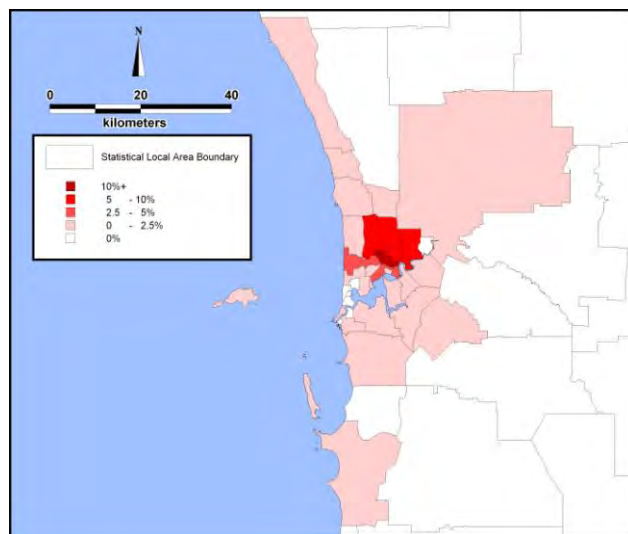 N
0 20 40
kilometers
Statistical Local Area Boundary
10%+
5 - 10%
2.5 - 5%
0 - 2.5%
0%